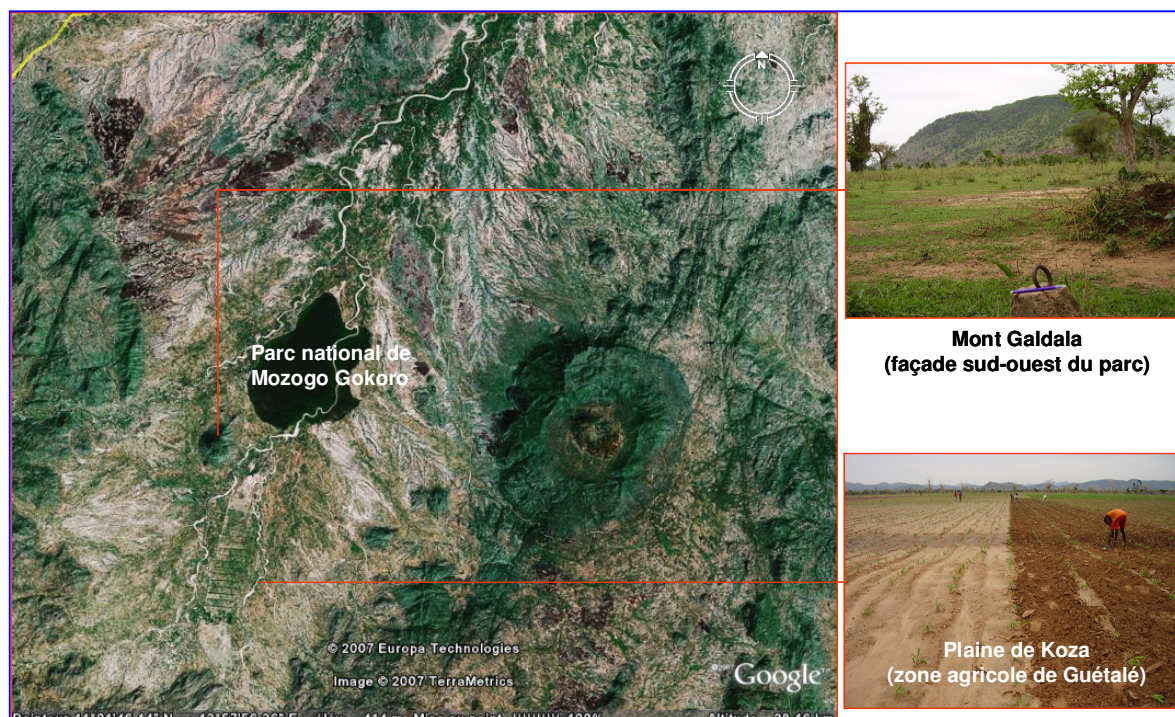 N
Parc national de
Mozogo Gokoro
© 2007 Europa Technologies
Image © 2007 TerraMetrics
Google
Mont Galdala
(façade sud-ouest du parc)
Plaine de Koza
(zone agricole de Guétalé)